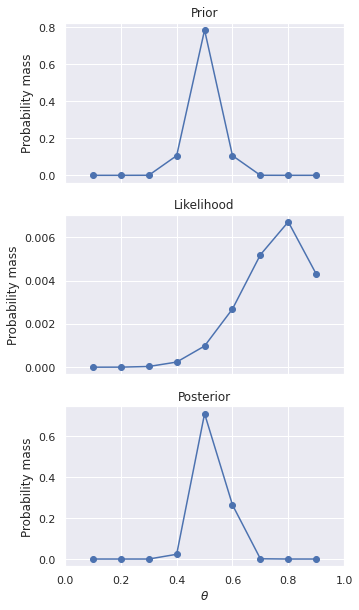 Prior
Probability mass
0.8
0.6
0.4
0.2
0.0
Likelihood
Probability mass
0.006
0.004
0.002
0.000
Posterior
Probability mass
0.6
0.4
0.2
0.0
0.0 0.2 0.4 0.6 0.8 1.0
θ